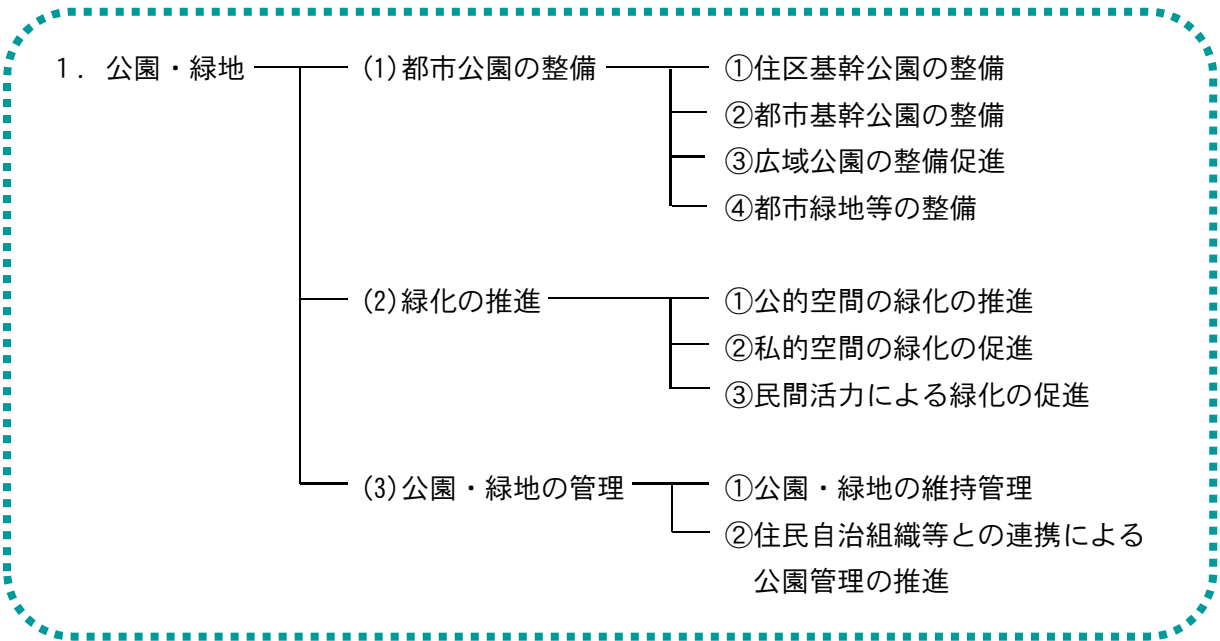 1．公園・緑地
(1)都市公園の整備
①住区基幹公園の整備
②都市基幹公園の整備
③広域公園の整備促進
④都市緑地等の整備
(2)緑化の推進
①公的空間の緑化の推進
②私的空間の緑化の促進
③民間活力による緑化の促進
(3)公園・緑地の管理
①公園・緑地の維持管理
②住民自治組織等との連携による
公園管理の推進